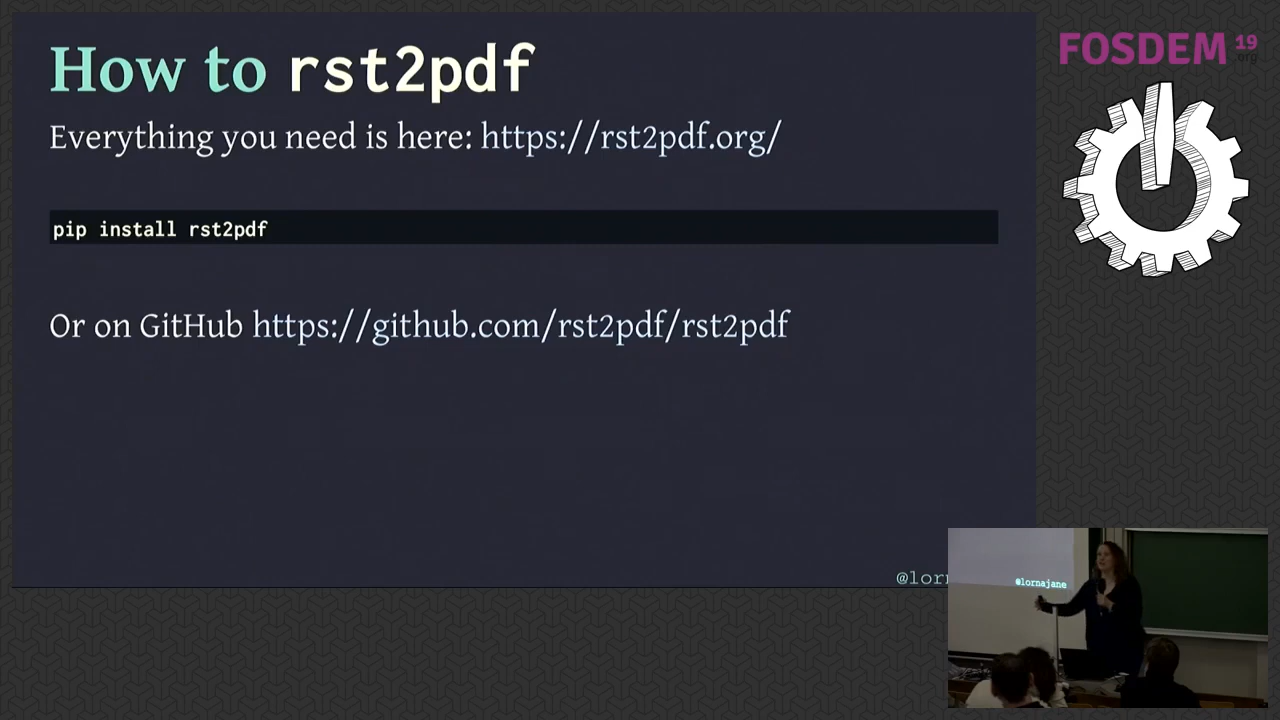 How to rst2pdf
Everything you need is here: https://rst2pdf.org/
pip install rst2pdf
Or on GitHub https://github.com/rst2pdf/rst2pdf
@lorn
FOSDEM 19
.org
@lornajane